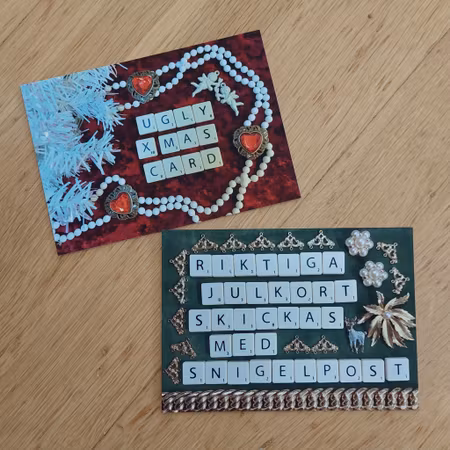 UGLY
XMAS
CARD
RIKTIGA
JULKORT
SKICKAS
MED
SNIGELPOST